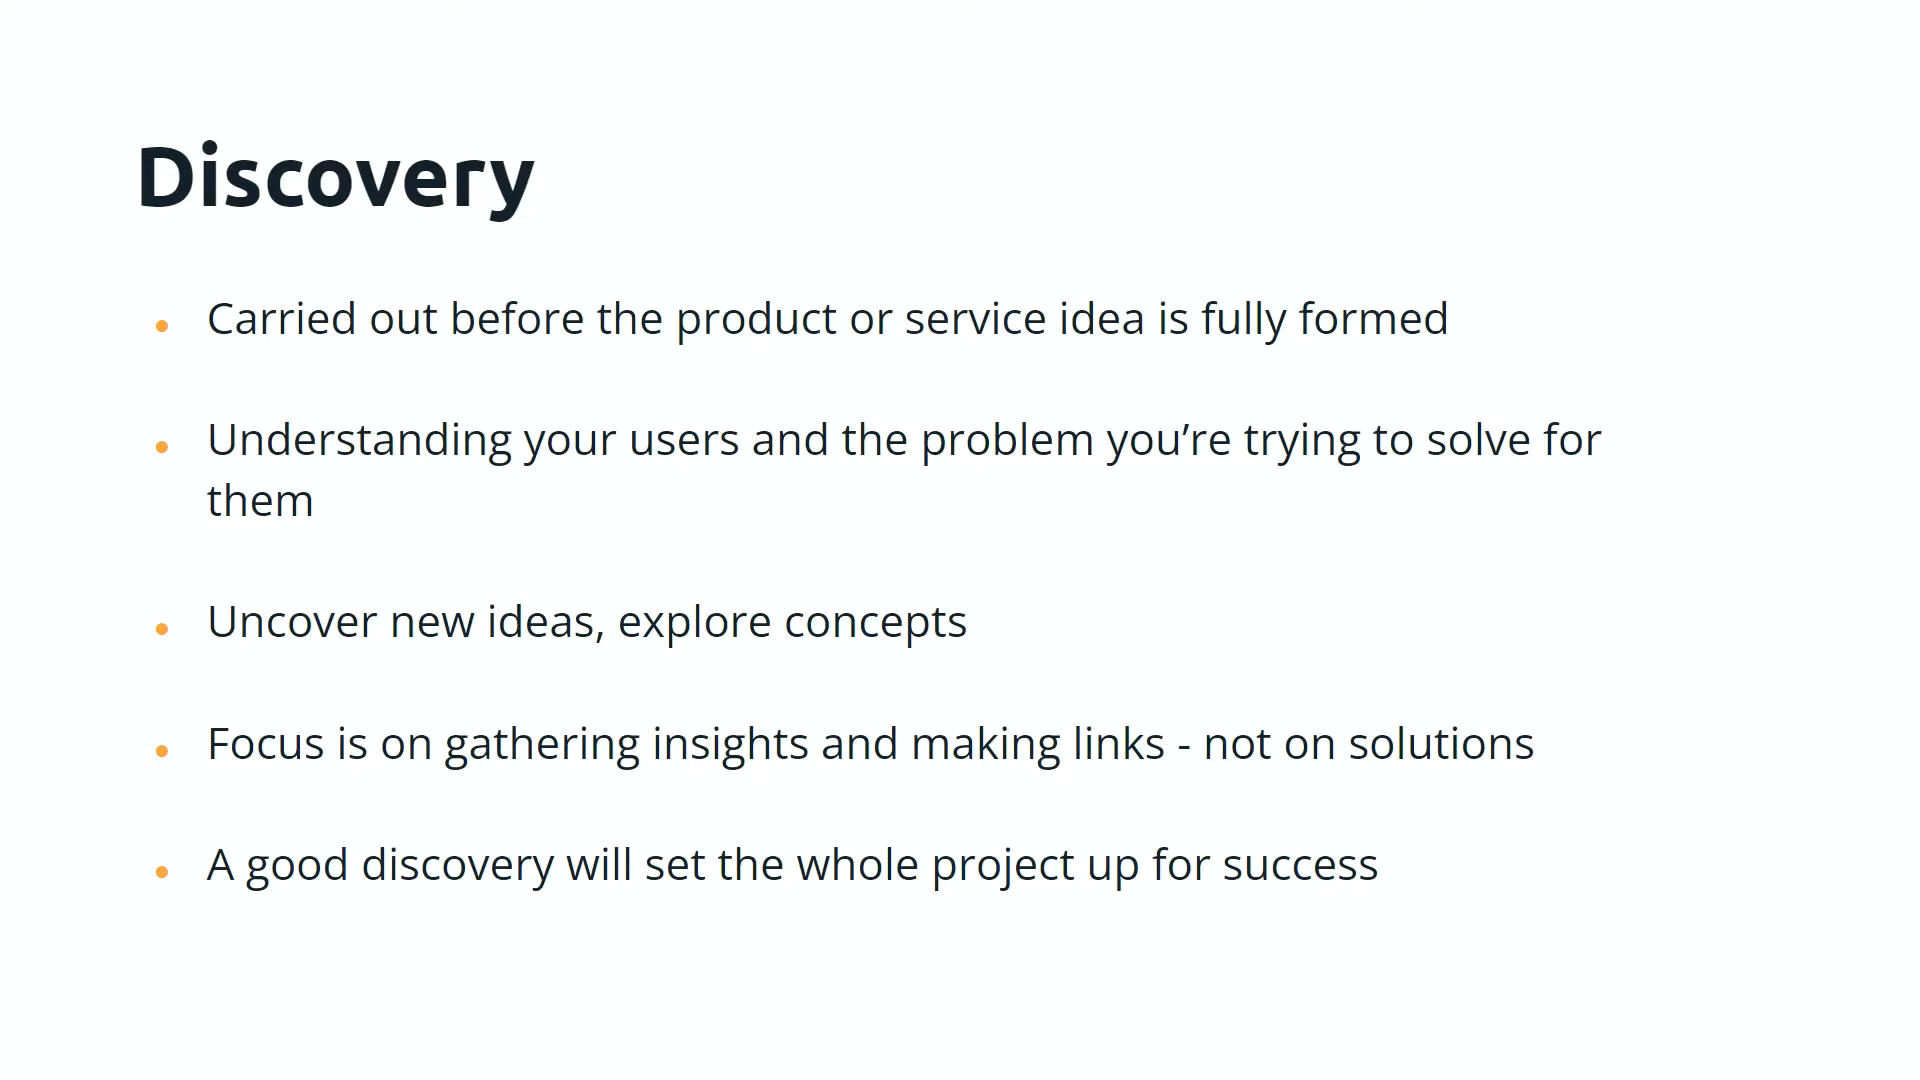 Discovery
Carried out before the product or service idea is fully formed
Understanding your users and the problem you’re trying to solve for
them
Uncover new ideas, explore concepts
Focus is on gathering insights and making links - not on solutions
A good discovery will set the whole project up for success